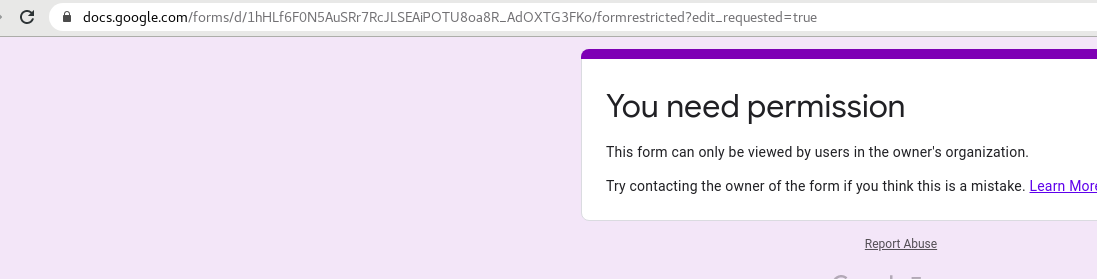 docs.google.com/forms/d/1hHLf6F0N5AuSRr7RcJLSEAiPOTU8oa8R_AdOXTG3FKo/formrestricted?edit_requested=true
You need permission
This form can only be viewed by users in the owner's organization.
Try contacting the owner of the form if you think this is a mistake. Learn More
Report Abuse